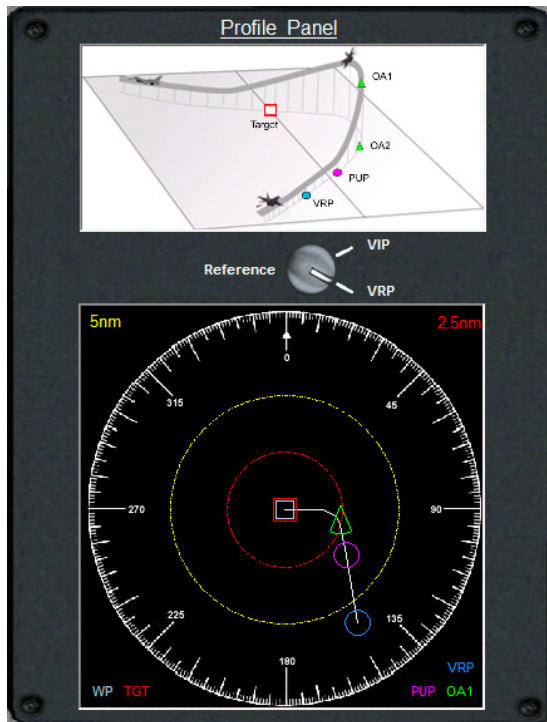 Profile Panel
OA1
Target
OA2
PUP
VRP
VIP
Reference
VRP
5nm 2.5nm
0
315 45
270 90
225 135
180
VRP
WP TGT PUP OA1